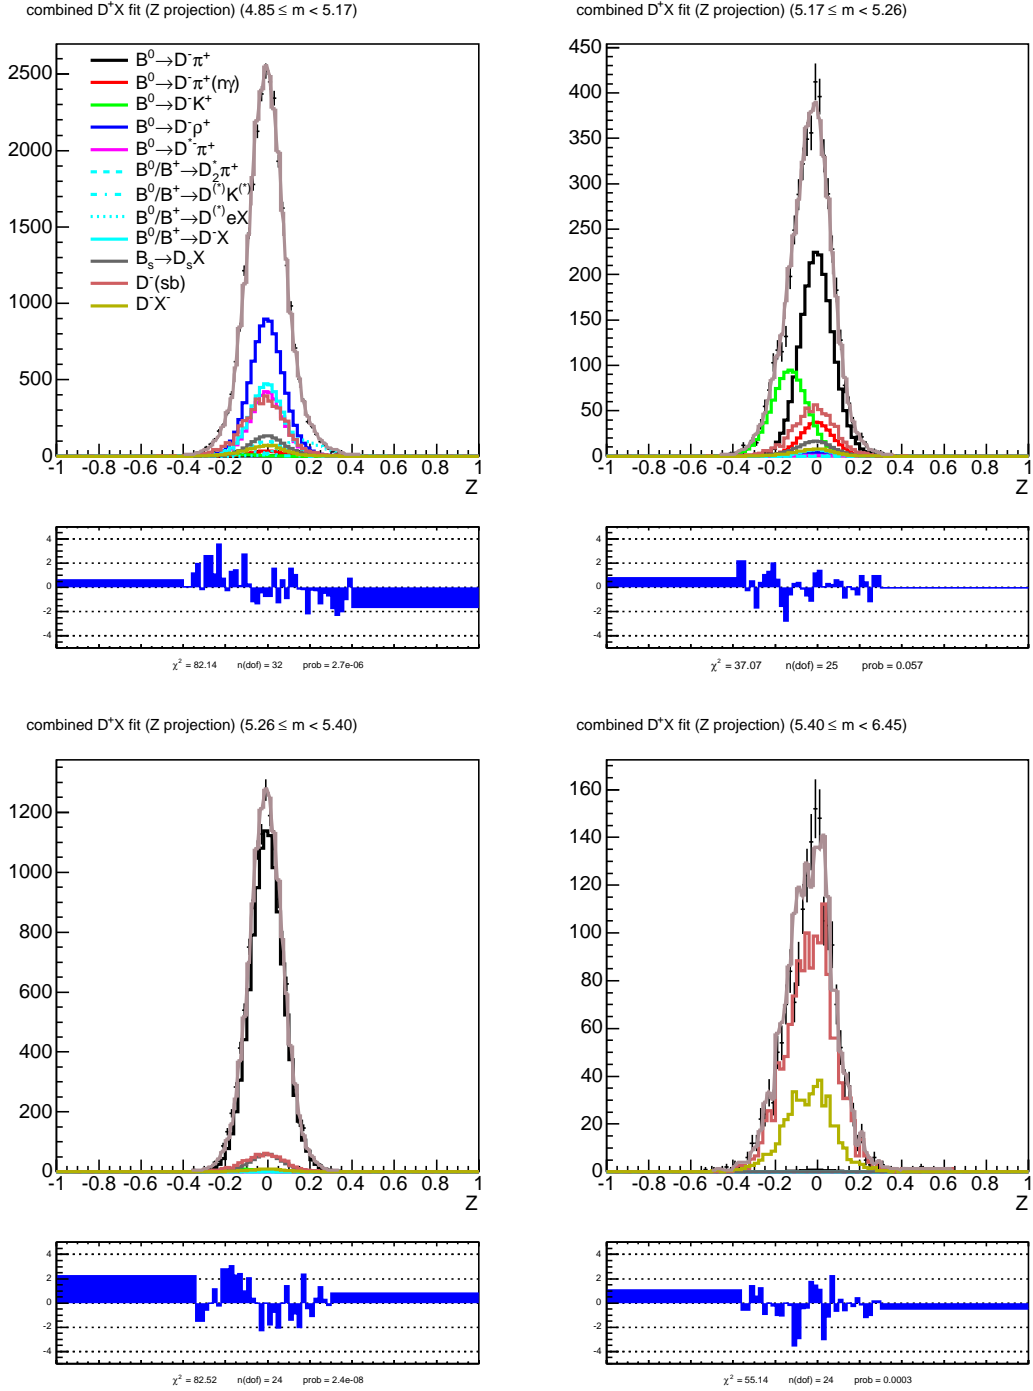 combined D⁺X fit (Z projection) (4.85 ≤ m < 5.17)
2500
2000
1500
1000
500
0
B⁰→D⁻π⁺
B⁰→D⁻π⁺(nγ)
B⁰→D⁻K⁺
B⁰→D⁻ρ⁺
B⁰→D*⁻π⁺
B⁰/B⁺→D₂*π⁺
B⁰/B⁺→D⁽*⁾K⁽*⁾
B⁰/B⁺→D⁽*⁾eX
B⁰/B⁺→D⁻X
Bₛ→DₛX
D⁻(sb)
D⁻X⁻
-1 -0.8 -0.6 -0.4 -0.2 0 0.2 0.4 0.6 0.8 1
Z
4
2
0
-2
-4
χ² = 82.14 n(dof) = 32 prob = 2.7e-06
combined D⁺X fit (Z projection) (5.17 ≤ m < 5.26)
450
400
350
300
250
200
150
100
50
0
-1 -0.8 -0.6 -0.4 -0.2 0 0.2 0.4 0.6 0.8 1
Z
4
2
0
-2
-4
χ² = 37.07 n(dof) = 25 prob = 0.057
combined D⁺X fit (Z projection) (5.26 ≤ m < 5.40)
1200
1000
800
600
400
200
0
-1 -0.8 -0.6 -0.4 -0.2 0 0.2 0.4 0.6 0.8 1
Z
4
2
0
-2
-4
χ² = 82.52 n(dof) = 24 prob = 2.4e-08
combined D⁺X fit (Z projection) (5.40 ≤ m < 6.45)
160
140
120
100
80
60
40
20
0
-1 -0.8 -0.6 -0.4 -0.2 0 0.2 0.4 0.6 0.8 1
Z
4
2
0
-2
-4
χ² = 55.14 n(dof) = 24 prob = 0.0003